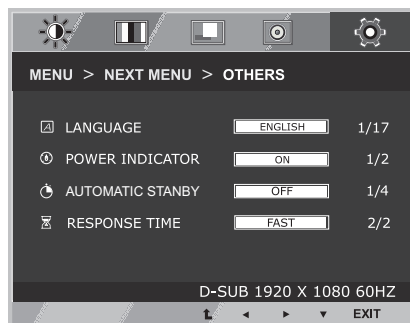 MENU > NEXT MENU > OTHERS
LANGUAGE ENGLISH 1/17
POWER INDICATOR ON 1/2
AUTOMATIC STANBY OFF 1/4
RESPONSE TIME FAST 2/2
D-SUB 1920 X 1080 60HZ
EXIT